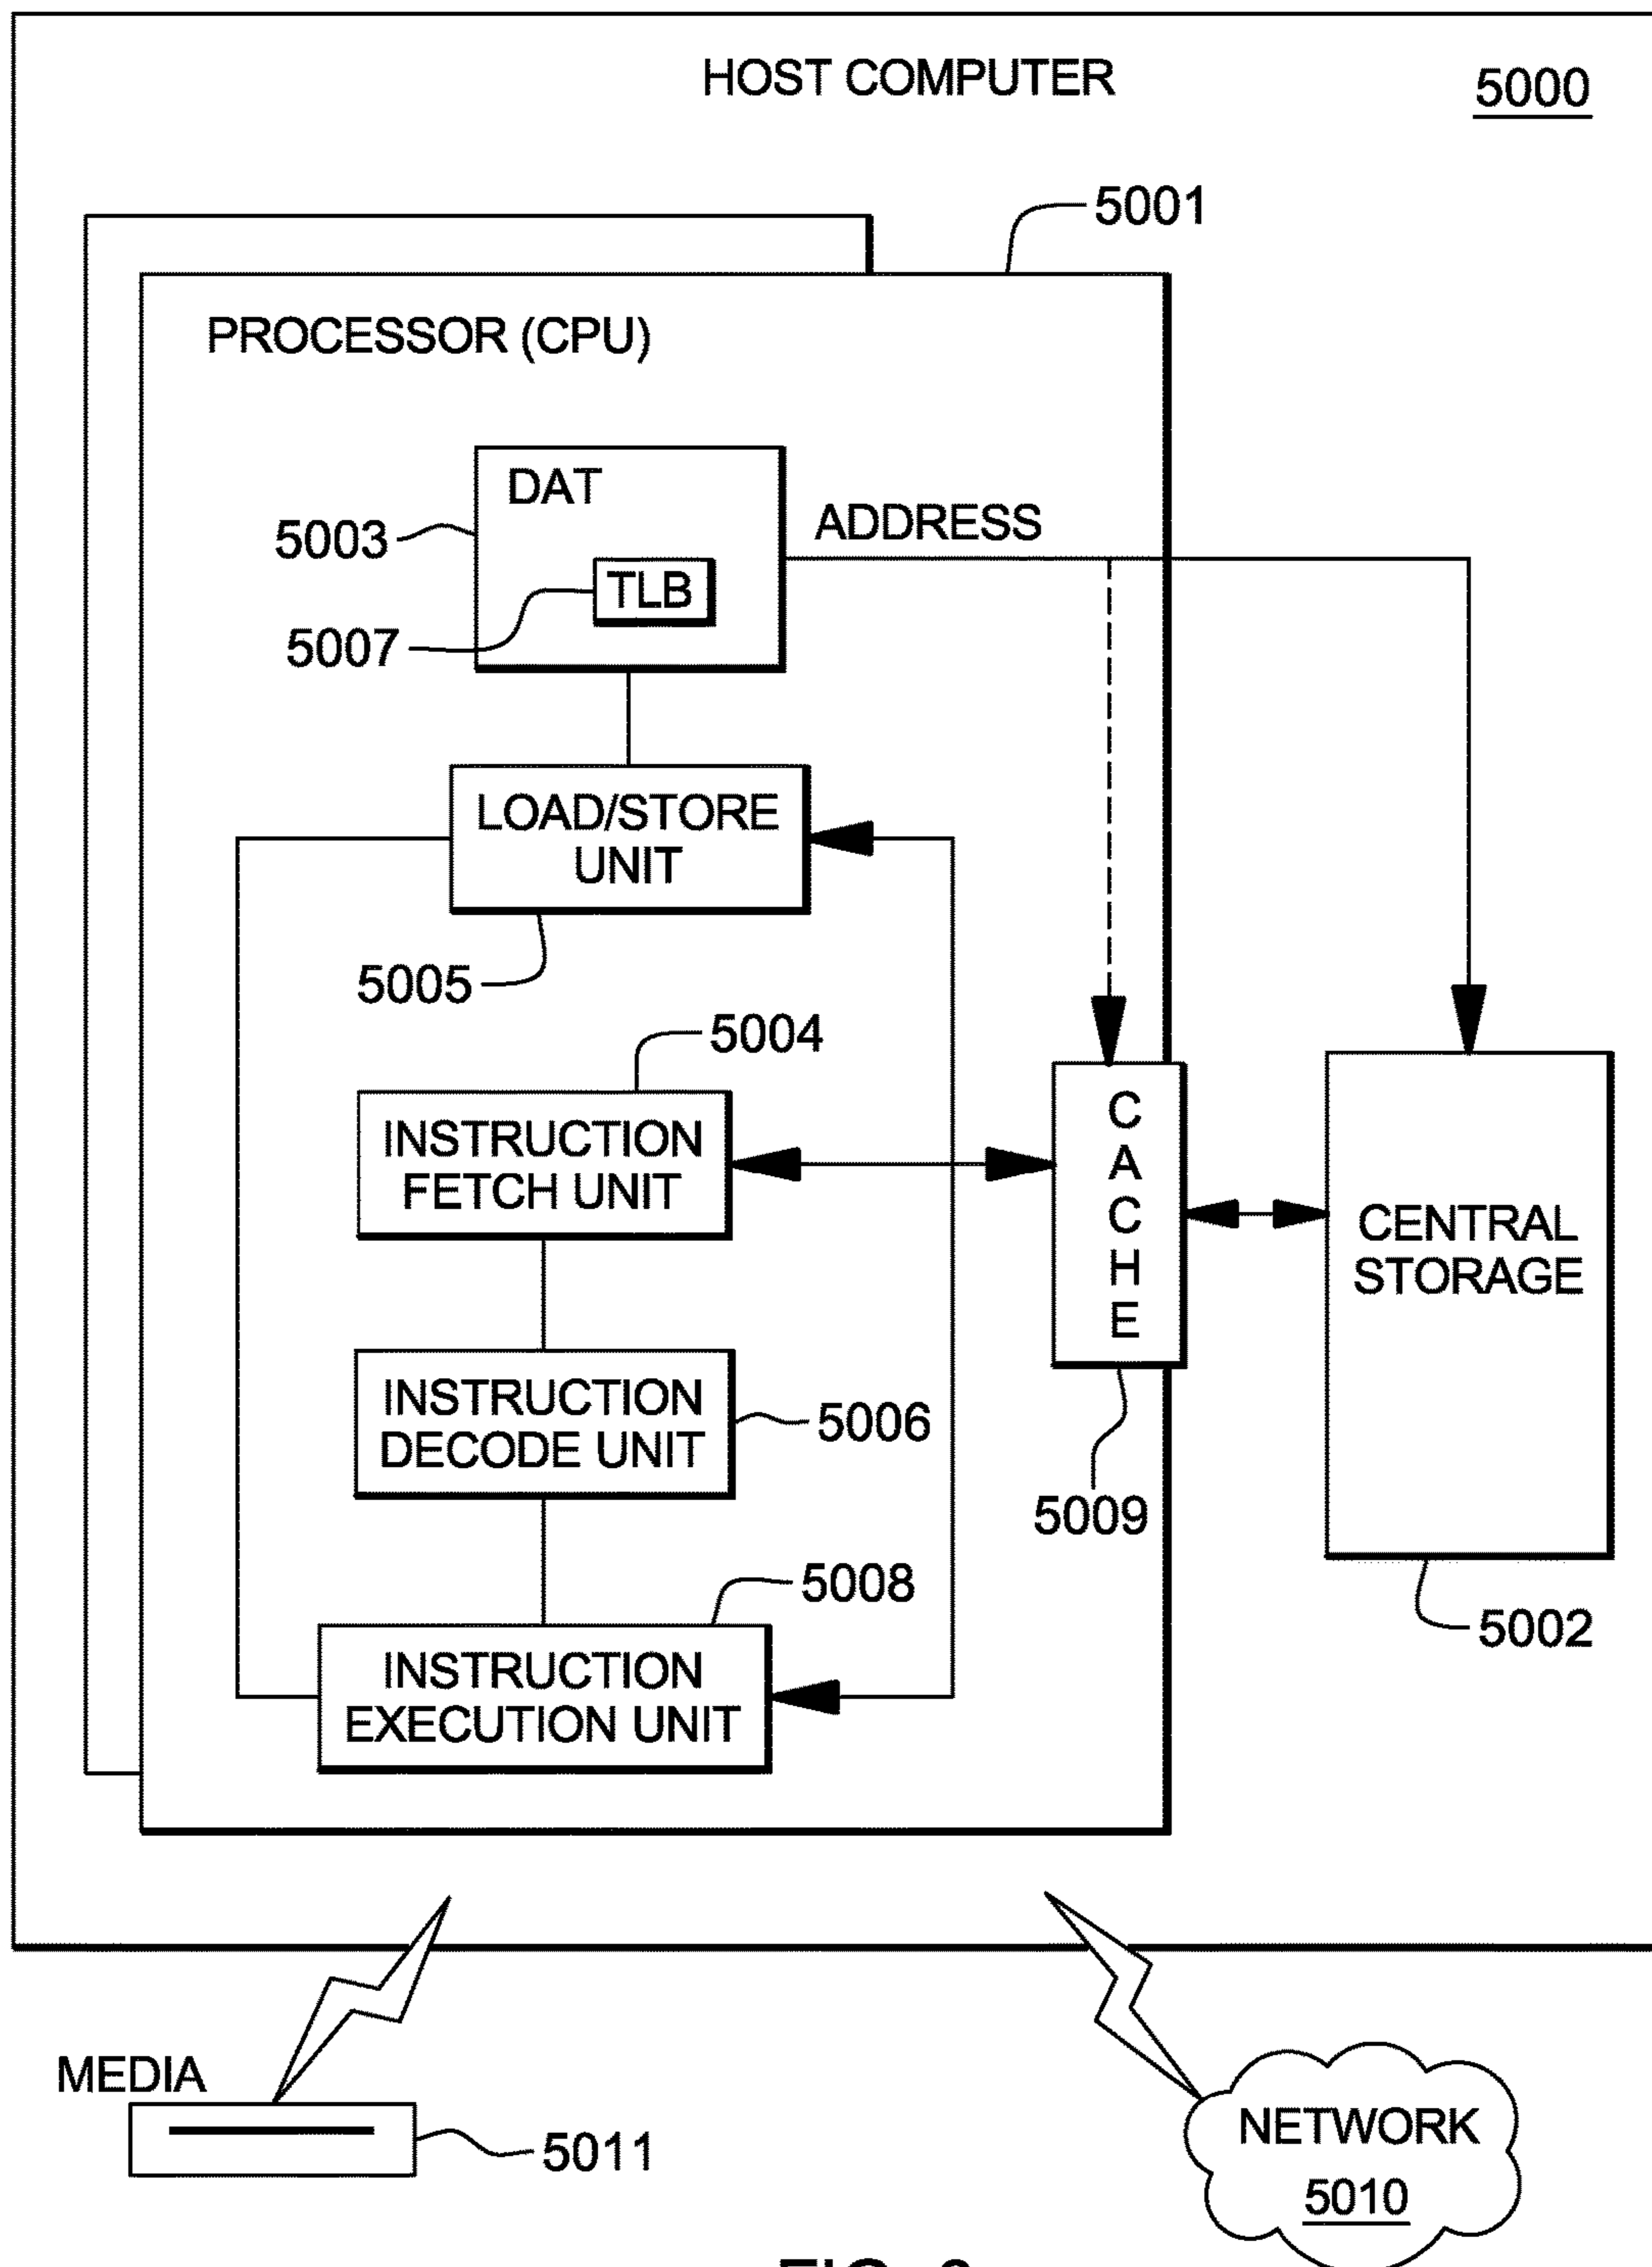 HOST COMPUTER
5000
5001
PROCESSOR (CPU)
DAT
5003
ADDRESS
TLB
5007
LOAD/STORE
UNIT
5005
5004
INSTRUCTION
FETCH UNIT
C
A
C
H
E
CENTRAL
STORAGE
INSTRUCTION
DECODE UNIT
5006
5009
5008
5002
INSTRUCTION
EXECUTION UNIT
MEDIA
5011
NETWORK
5010